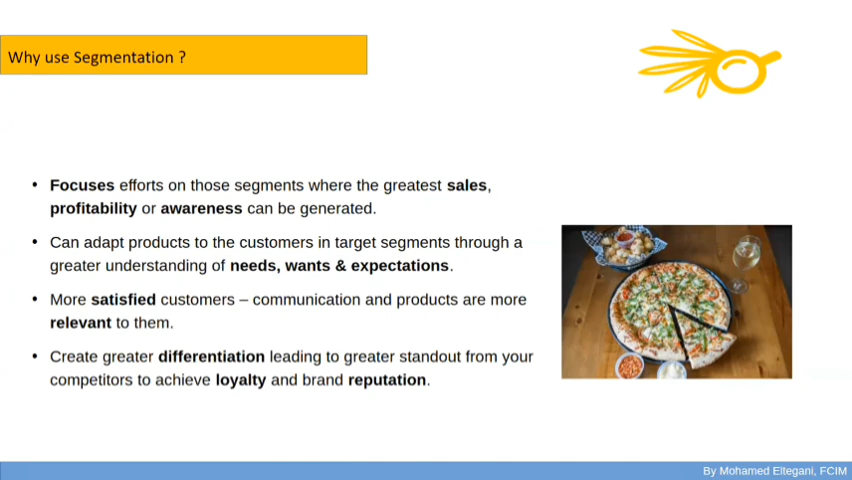 Why use Segmentation ?
• Focuses efforts on those segments where the greatest sales,
profitability or awareness can be generated.
• Can adapt products to the customers in target segments through a
greater understanding of needs, wants & expectations.
• More satisfied customers – communication and products are more
relevant to them.
• Create greater differentiation leading to greater standout from your
competitors to achieve loyalty and brand reputation.
By Mohamed Eltegani, FCIM